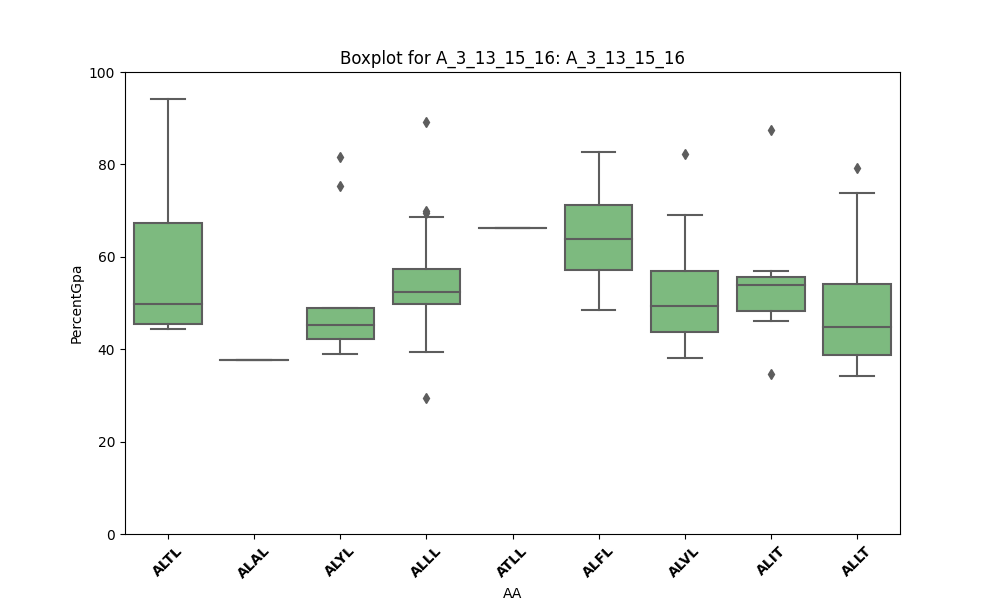 Boxplot for A_3_13_15_16: A_3_13_15_16
100
80
60
40
20
0
PercentGpa
ALTL
ALAL
ALYL
ALLL
ATLL
ALFL
ALVL
ALIT
ALLT
AA